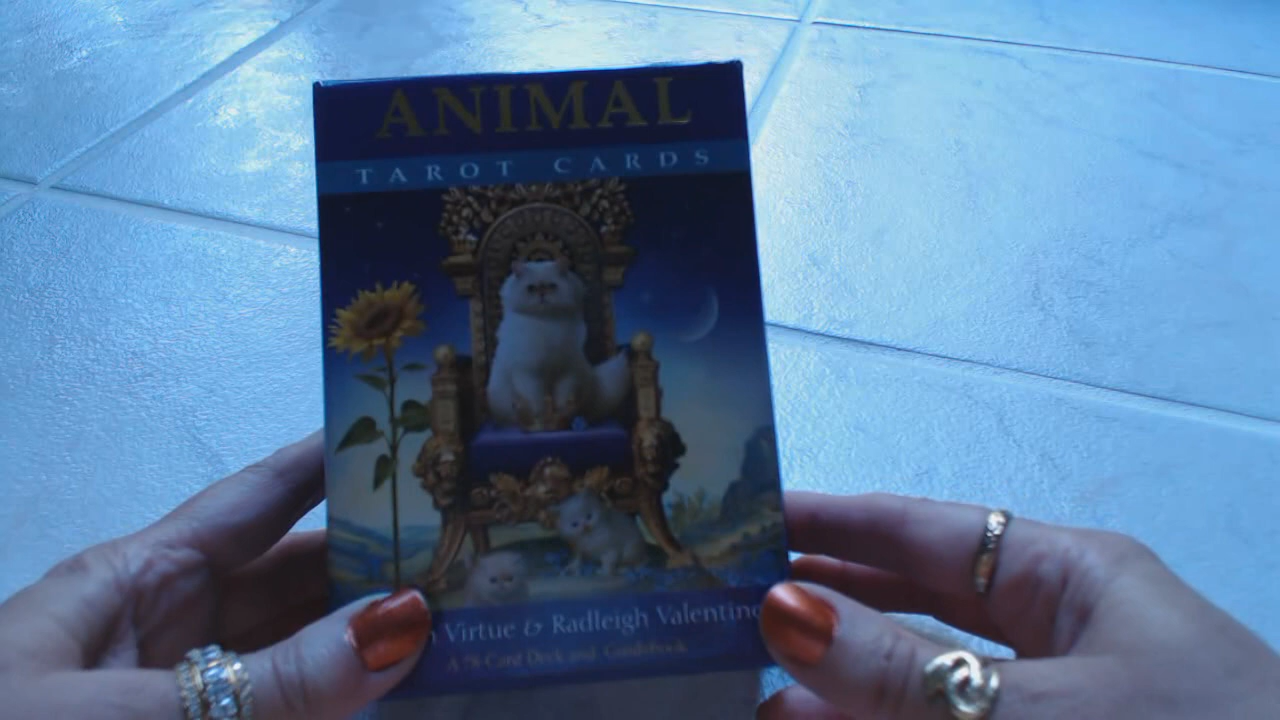 ANIMAL
TAROT CARDS
Virtue & Radleigh Valentine
A 78-Card Deck and Guidebook